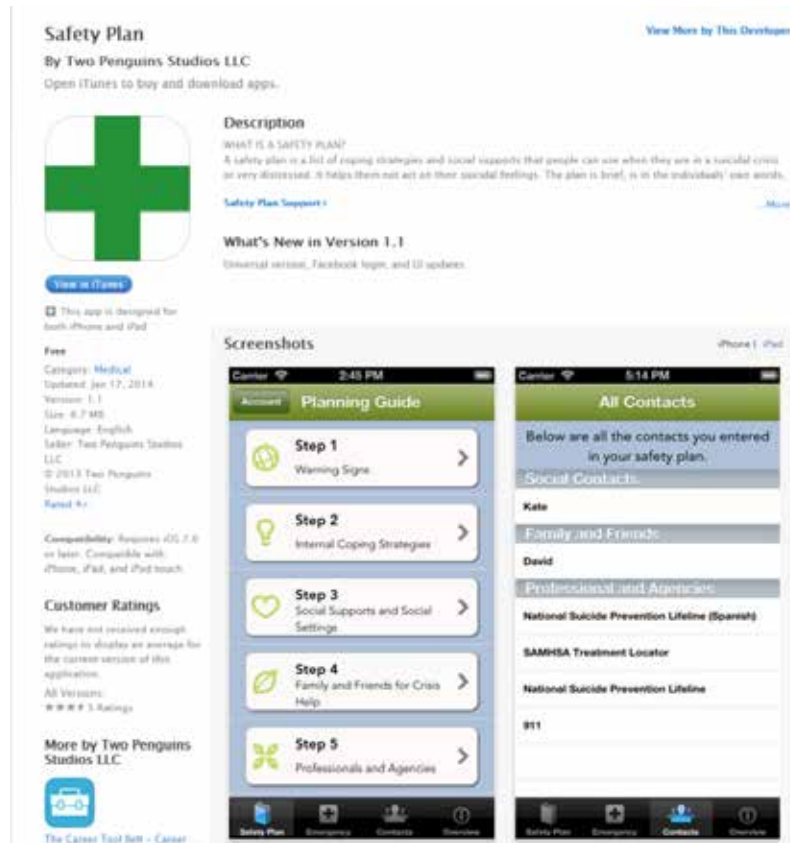 Safety Plan
View More by This Developer
By Two Penguins Studios LLC
Open iTunes to buy and download apps.
Description
WHAT IS A SAFETY PLAN?
A safety plan is a list of coping strategies and social supports that people can use when they are in a suicidal crisis
or very distressed. It helps them not act on their suicidal feelings. The plan is brief, is in the individuals' own words,
Safety Plan Support
...More
What's New in Version 1.1
Universal version, Facebook login, and UI updates.
View in iTunes
This app is designed for
both iPhone and iPad
Free
Category: Medical
Updated: Jan 17, 2014
Version: 1.1
Size: 6.7 MB
Language: English
Seller: Two Penguins Studios
LLC
© 2013 Two Penguins
Studios LLC
Rated 4+
Compatibility: Requires iOS 7.0
or later. Compatible with
iPhone, iPad, and iPod touch.
Customer Ratings
We have not received enough
ratings to display an average for
the current version of this
application.
All Versions:
5 Ratings
More by Two Penguins
Studios LLC
The Career Tool Belt - Career ...
Screenshots
iPhone | iPad
Carrier 2:45 PM
Account Planning Guide
Step 1
Warning Signs
Step 2
Internal Coping Strategies
Step 3
Social Supports and Social
Settings
Step 4
Family and Friends for Crisis
Help
Step 5
Professionals and Agencies
Safety Plan Emergency Contacts Overview
Carrier 5:14 PM
All Contacts
Below are all the contacts you entered
in your safety plan.
Social Contacts
Kate
Family and Friends
David
Professional and Agencies
National Suicide Prevention Lifeline (Spanish)
SAMHSA Treatment Locator
National Suicide Prevention Lifeline
911
Safety Plan Emergency Contacts Overview